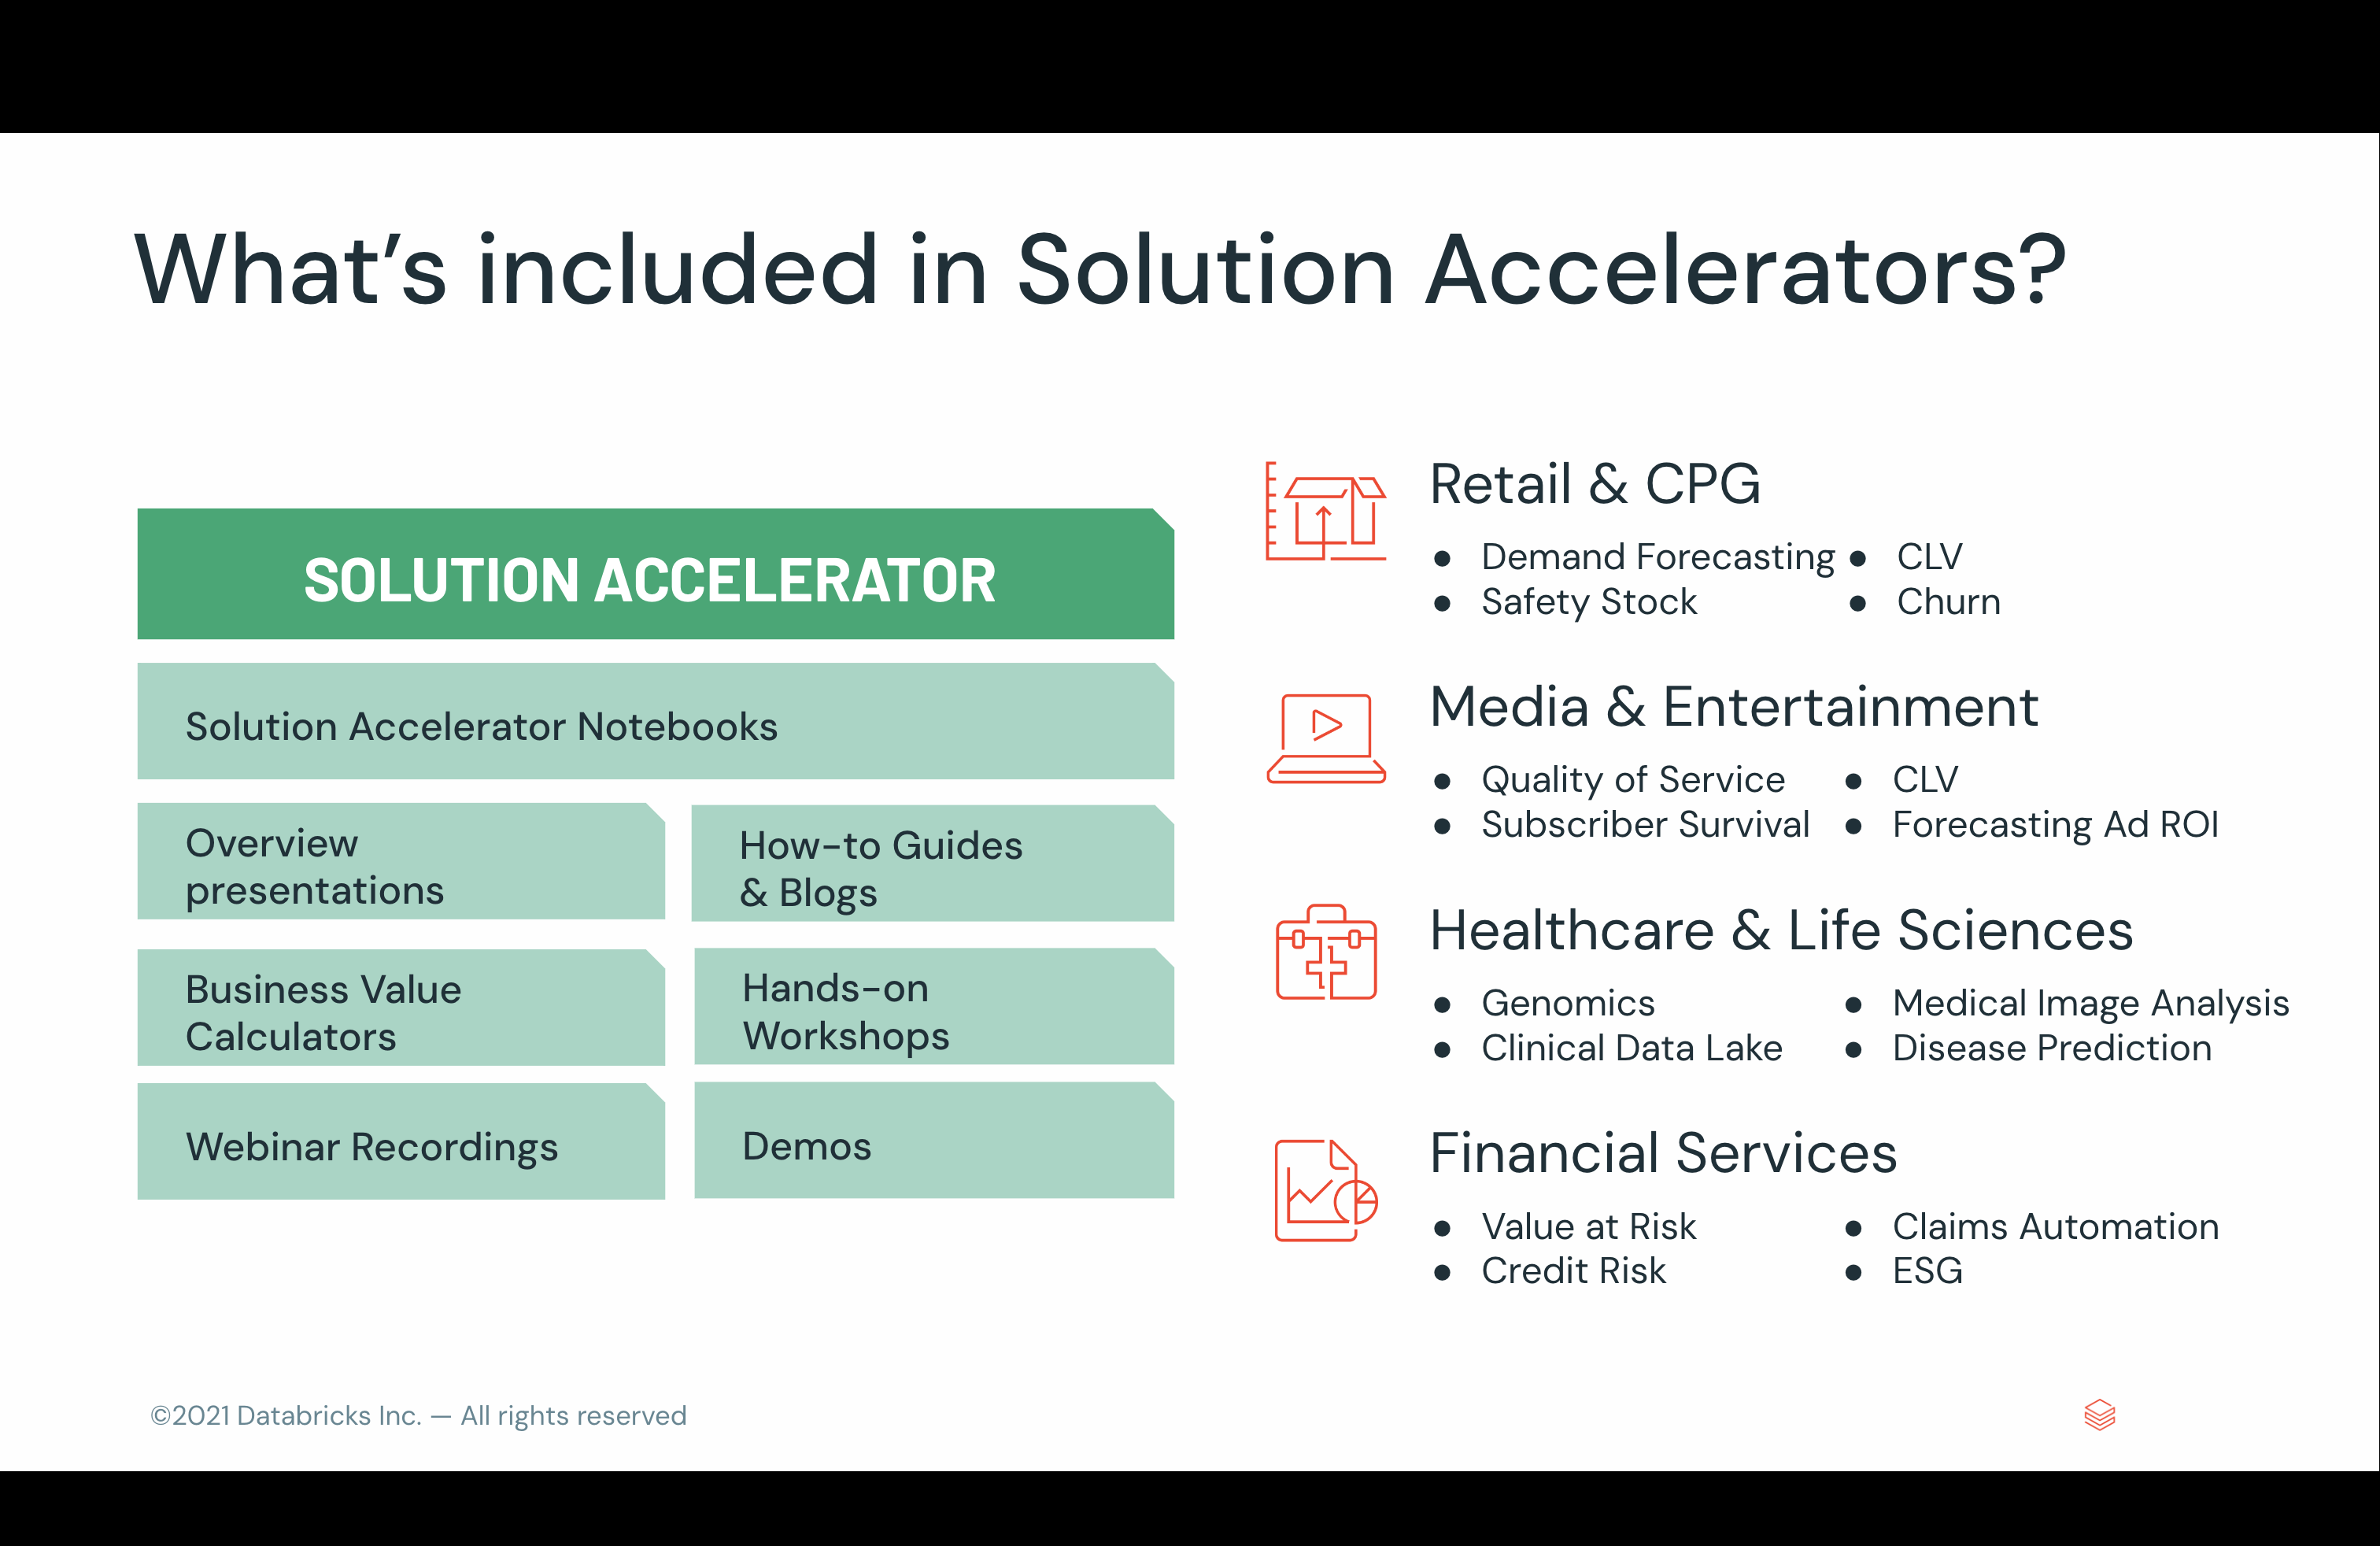 What’s included in Solution Accelerators?
SOLUTION ACCELERATOR
Solution Accelerator Notebooks
Overview
presentations
How-to Guides
& Blogs
Business Value
Calculators
Hands-on
Workshops
Webinar Recordings
Demos
Retail & CPG
● Demand Forecasting ● CLV
● Safety Stock ● Churn
Media & Entertainment
● Quality of Service ● CLV
● Subscriber Survival ● Forecasting Ad ROI
Healthcare & Life Sciences
● Genomics ● Medical Image Analysis
● Clinical Data Lake ● Disease Prediction
Financial Services
● Value at Risk ● Claims Automation
● Credit Risk ● ESG
©2021 Databricks Inc. — All rights reserved